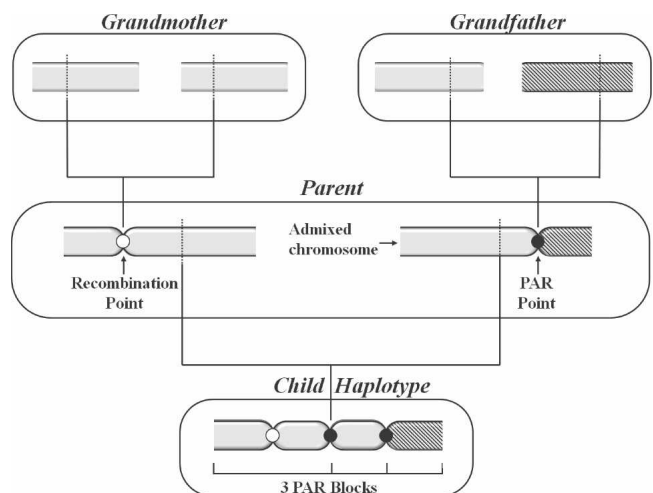 Grandmother
Grandfather
Parent
Admixed
chromosome
Recombination
Point
PAR
Point
Child Haplotype
3 PAR Blocks